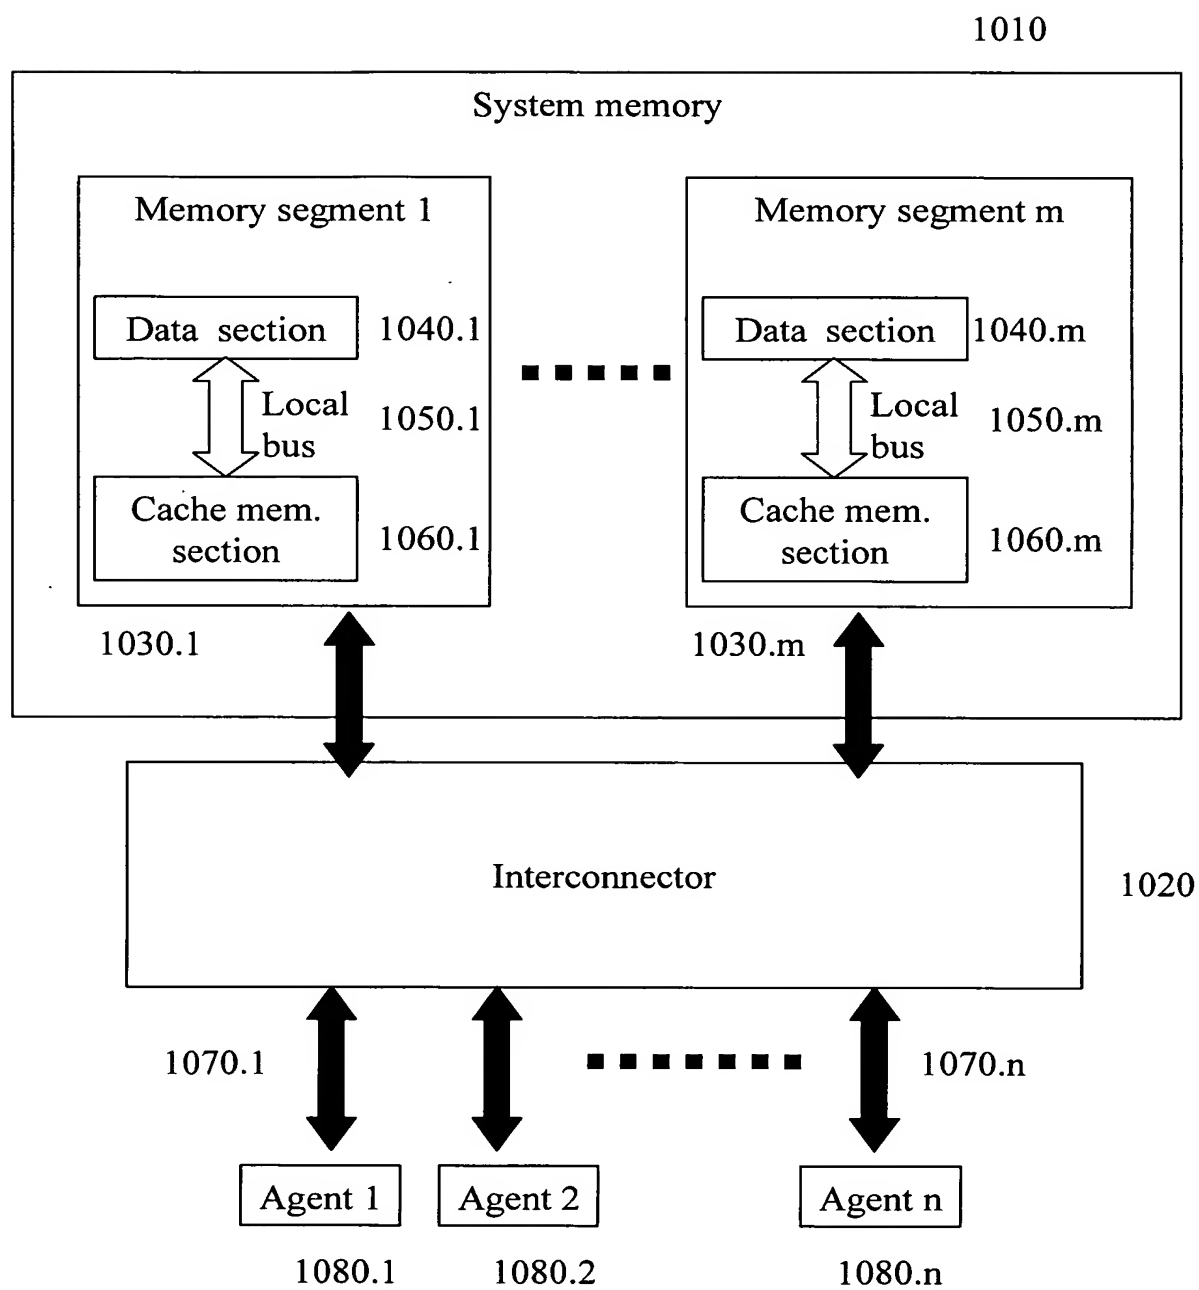 1010
System memory
Memory segment 1
Memory segment m
Data section
1040.1
Data section
1040.m
Local
bus
1050.1
Local
bus
1050.m
Cache mem.
section
1060.1
Cache mem.
section
1060.m
1030.1
1030.m
Interconnector
1020
1070.1
1070.n
Agent 1
Agent 2
Agent n
1080.1
1080.2
1080.n